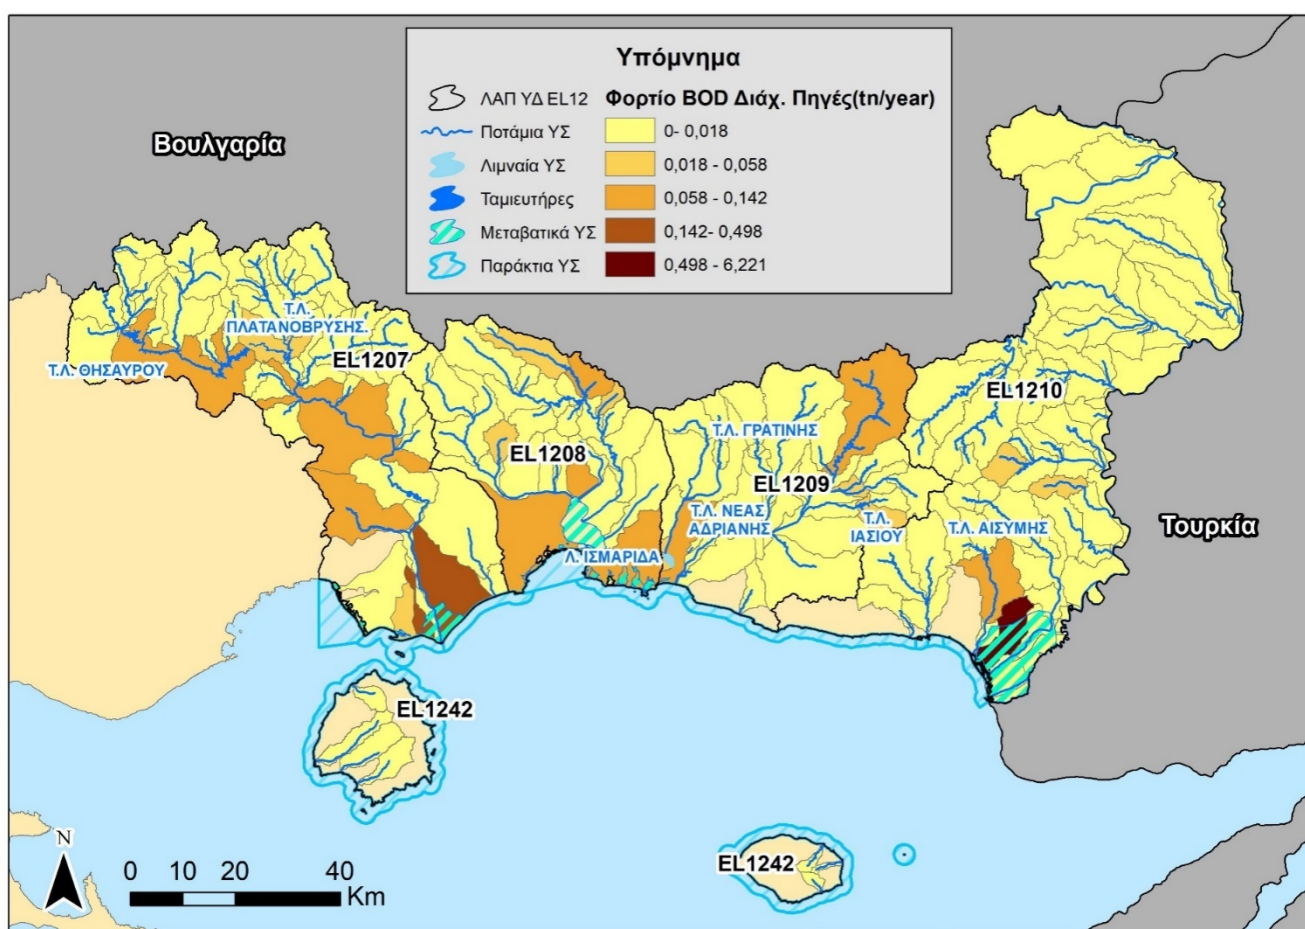 Υπόμνημα
ΛΑΠ ΥΔ EL12
Φορτίο BOD Διάχ. Πηγές(tn/year)
Ποτάμια ΥΣ
0- 0,018
Λιμναία ΥΣ
0,018 - 0,058
Ταμιευτήρες
0,058 - 0,142
Μεταβατικά ΥΣ
0,142- 0,498
Παράκτια ΥΣ
0,498 - 6,221
Βουλγαρία
Τ.Λ.
ΠΛΑΤΑΝΟΒΡΥΣΗΣ.
EL1207
Τ.Λ. ΘΗΣΑΥΡΟΥ
EL1210
Τ.Λ. ΓΡΑΤΙΝΗΣ
EL1208
EL1209
Τ.Λ. ΝΕΑΣ
ΑΔΡΙΑΝΗΣ
Τ.Λ.
ΙΑΣΙΟΥ
Τ.Λ. ΑΙΣΥΜΗΣ
Τουρκία
Λ. ΙΣΜΑΡΙΔΑ
EL1242
EL1242
N
0 10 20 40
Km